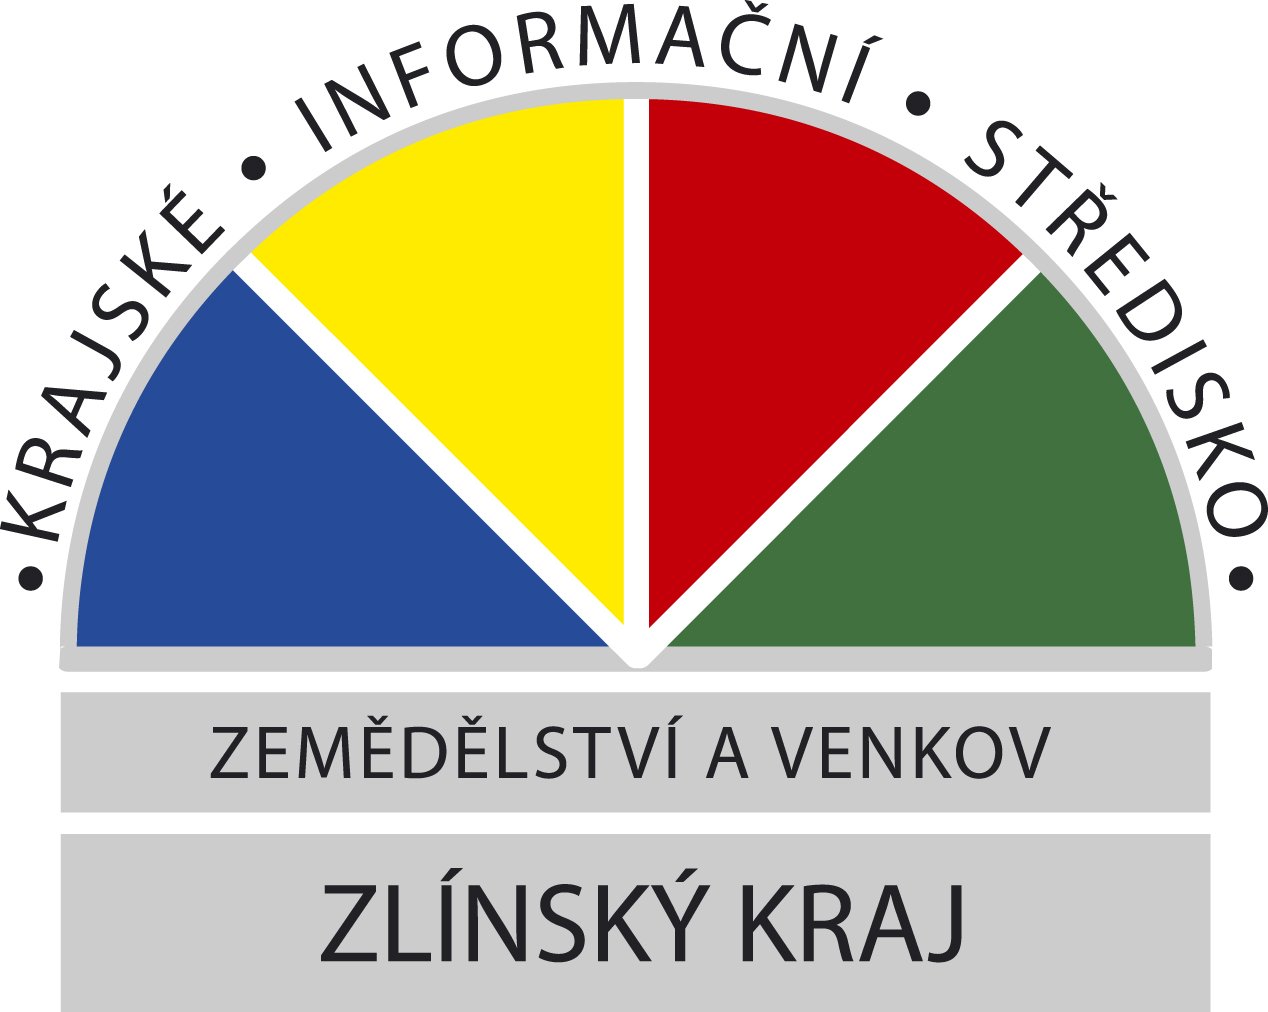 • KRAJSKÉ • INFORMAČNÍ • STŘEDISKO •
ZEMĚDĚLSTVÍ A VENKOV
ZLÍNSKÝ KRAJ